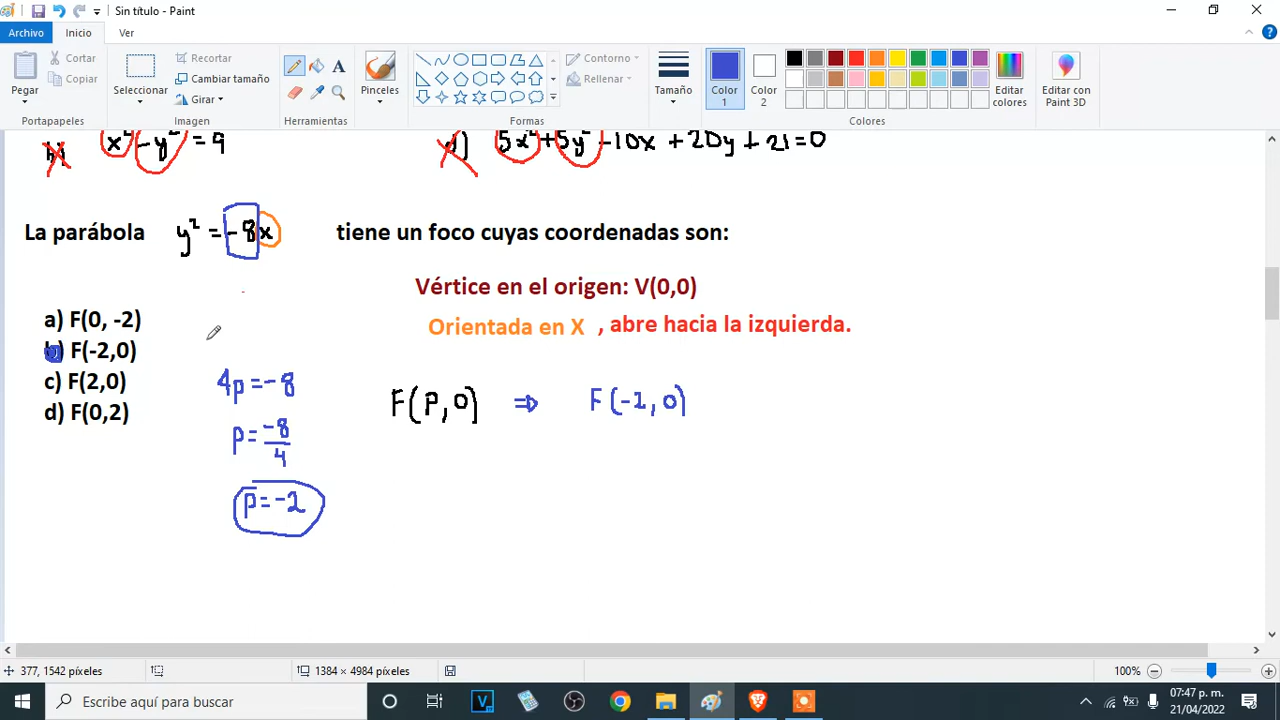 Sin título - Paint
Archivo Inicio Ver
Pegar
Cortar
Copiar
Portapapeles
Seleccionar
Recortar
Cambiar tamaño
Girar
Imagen
A
Herramientas
Pinceles
Contorno
Rellenar
Formas
Tamaño
Color 1
Color 2
Editar colores
Editar con Paint 3D
Colores
x² - y² = 9
5x² + 5y² - 10x + 20y + 21 = 0
La parábola y² = -8x tiene un foco cuyas coordenadas son:
Vértice en el origen: V(0,0)
Orientada en X , abre hacia la izquierda.
a) F(0, -2)
b) F(-2,0)
c) F(2,0)
d) F(0,2)
4p = -8
p = -8/4
p = -2
F(P,0) ⇒ F(-2,0)
377, 1542 píxeles
1384 × 4984 píxeles
100%
Escribe aquí para buscar
07:47 p. m.
21/04/2022